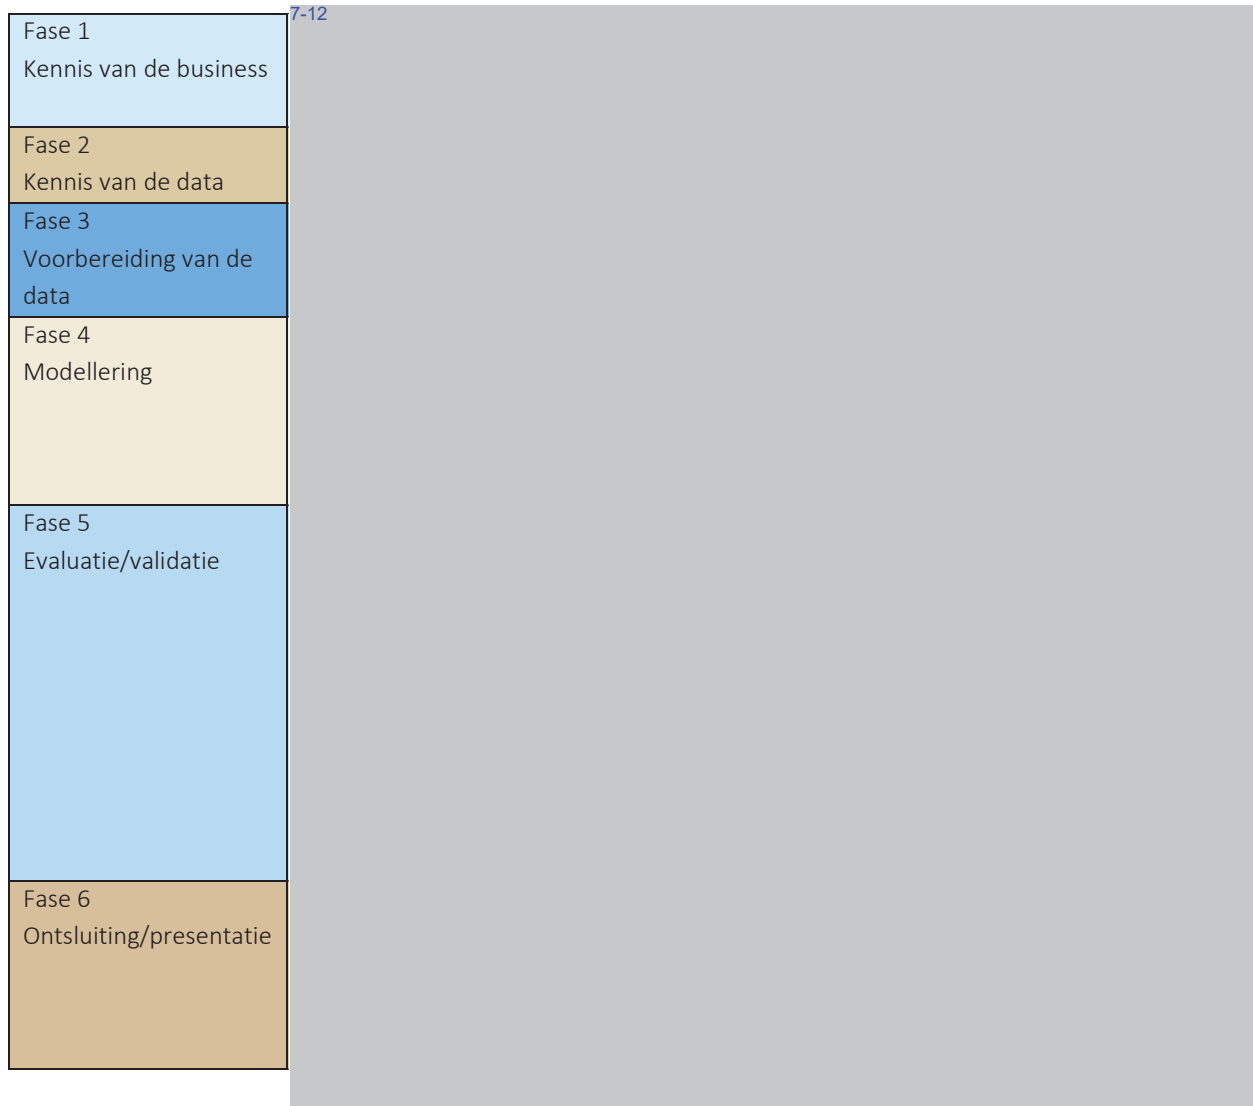 7-12
Fase 1
Kennis van de business
Fase 2
Kennis van de data
Fase 3
Voorbereiding van de
data
Fase 4
Modellering
Fase 5
Evaluatie/validatie
Fase 6
Ontsluiting/presentatie